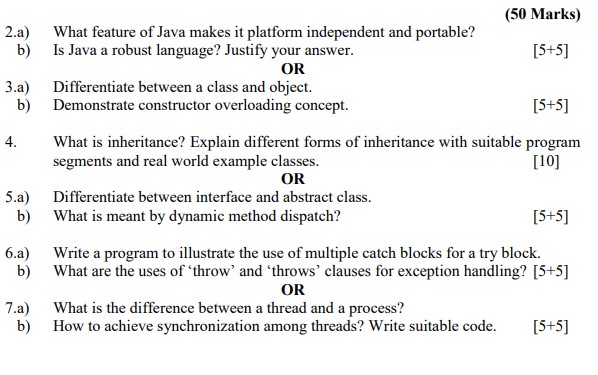 (50 Marks)
2.a) What feature of Java makes it platform independent and portable?
b) Is Java a robust language? Justify your answer. [5+5]
OR
3.a) Differentiate between a class and object.
b) Demonstrate constructor overloading concept. [5+5]
4. What is inheritance? Explain different forms of inheritance with suitable program
segments and real world example classes. [10]
OR
5.a) Differentiate between interface and abstract class.
b) What is meant by dynamic method dispatch? [5+5]
6.a) Write a program to illustrate the use of multiple catch blocks for a try block.
b) What are the uses of ‘throw’ and ‘throws’ clauses for exception handling? [5+5]
OR
7.a) What is the difference between a thread and a process?
b) How to achieve synchronization among threads? Write suitable code. [5+5]